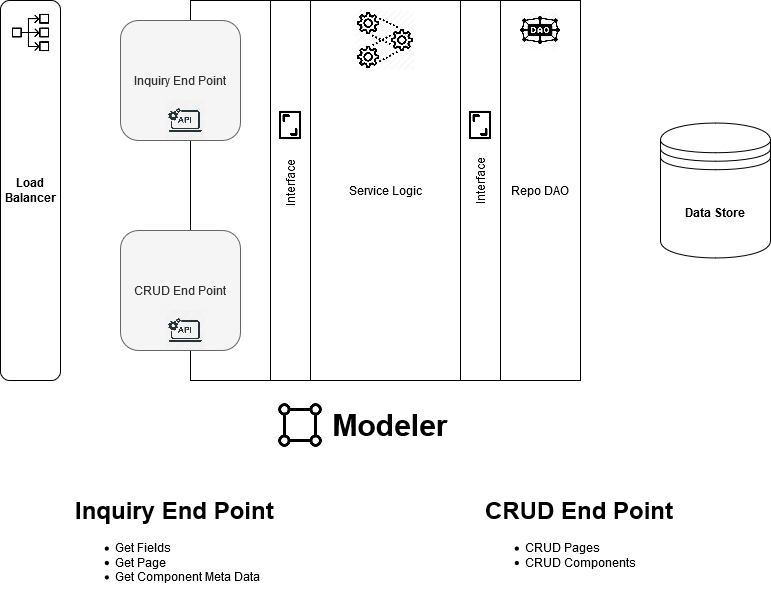 DAO
Inquiry End Point
API
Load
Balancer
Interface
Service Logic
Interface
Repo DAO
Data Store
CRUD End Point
API
Modeler
Inquiry End Point
Get Fields
Get Page
Get Component Meta Data
CRUD End Point
CRUD Pages
CRUD Components